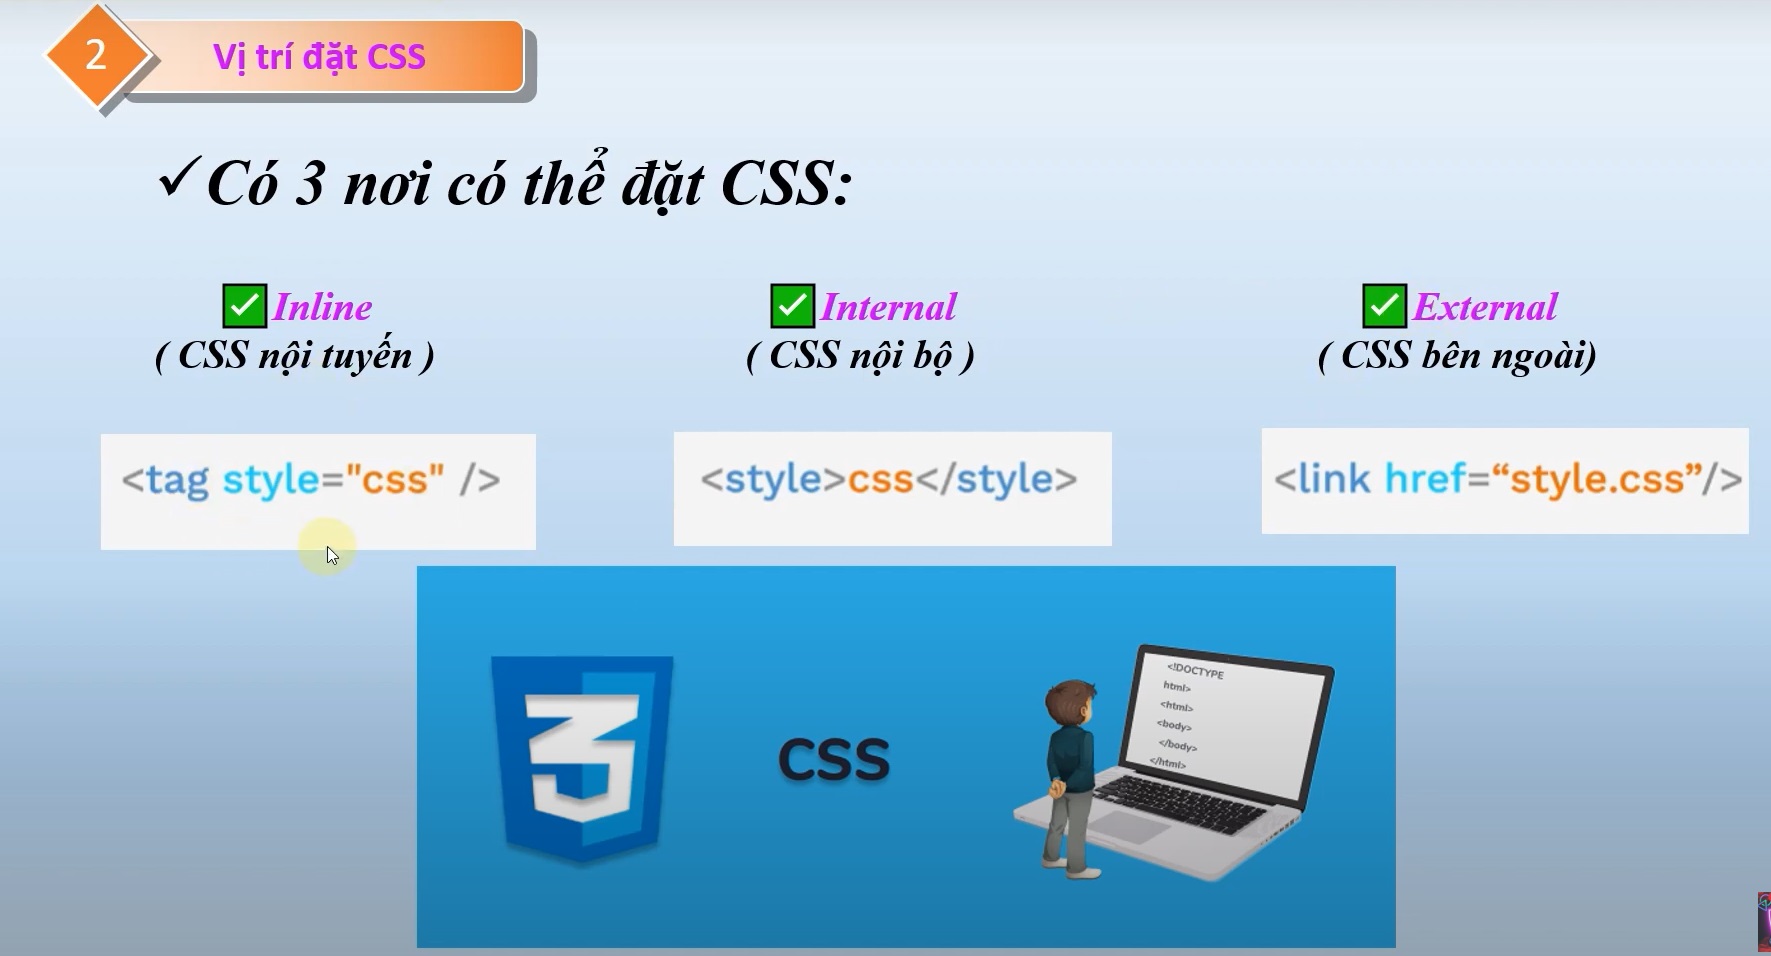 2
Vị trí đặt CSS
Có 3 nơi có thể đặt CSS:
Inline
( CSS nội tuyến )
Internal
( CSS nội bộ )
External
( CSS bên ngoài)
<tag style="css" />
<style>css</style>
<link href=“style.css”/>
3
CSS
<!DOCTYPE
html>
<html>
<body>
</body>
</html>